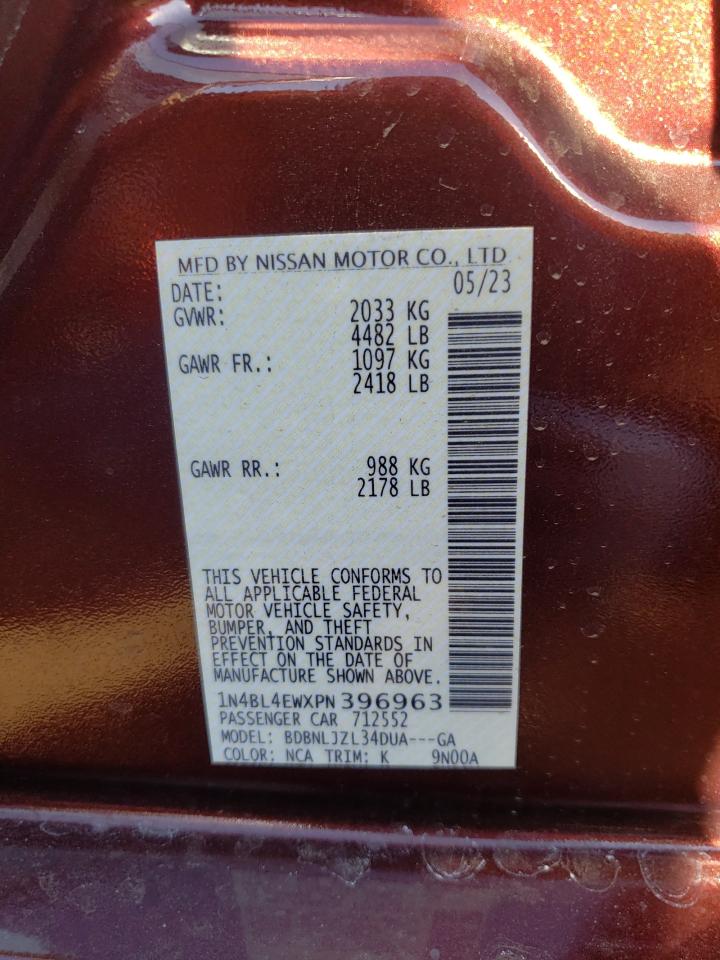 MFD BY NISSAN MOTOR CO., LTD
DATE: 05/23
GVWR: 2033 KG
4482 LB
GAWR FR.: 1097 KG
2418 LB
GAWR RR.: 988 KG
2178 LB
THIS VEHICLE CONFORMS TO
ALL APPLICABLE FEDERAL
MOTOR VEHICLE SAFETY,
BUMPER, AND THEFT
PREVENTION STANDARDS IN
EFFECT ON THE DATE OF
MANUFACTURE SHOWN ABOVE.
1N4BL4EWXPN396963
PASSENGER CAR 712552
MODEL: BDBNLJZL34DUA---GA
COLOR: NCA TRIM: K 9N00A